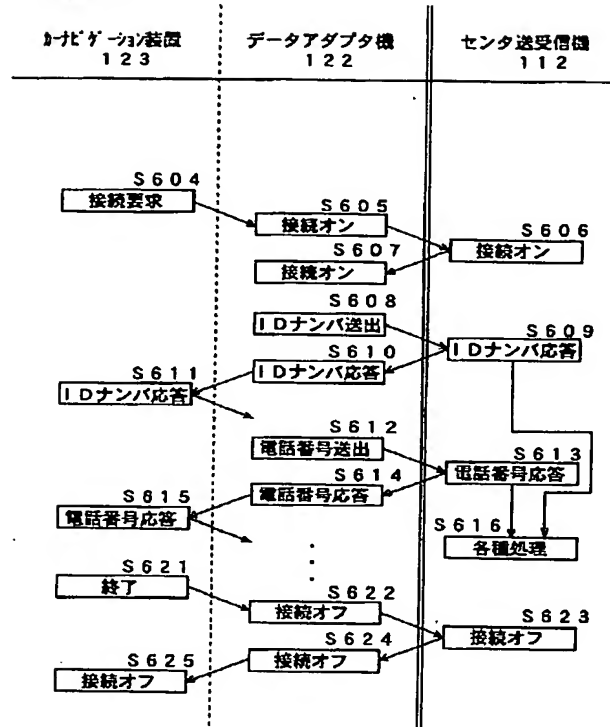 カーナビゲーション装置 データアダプタ機 センタ送受信機
123 122 112
S604
接続要求
S605
接続オン
S606
接続オン
S607
接続オン
S608
IDナンバ送出
S609
IDナンバ応答
S610
IDナンバ応答
S611
IDナンバ応答
S612
電話番号送出
S613
電話番号応答
S614
電話番号応答
S615
電話番号応答
S616
各種処理
S621
終了
S622
接続オフ
S623
接続オフ
S624
接続オフ
S625
接続オフ